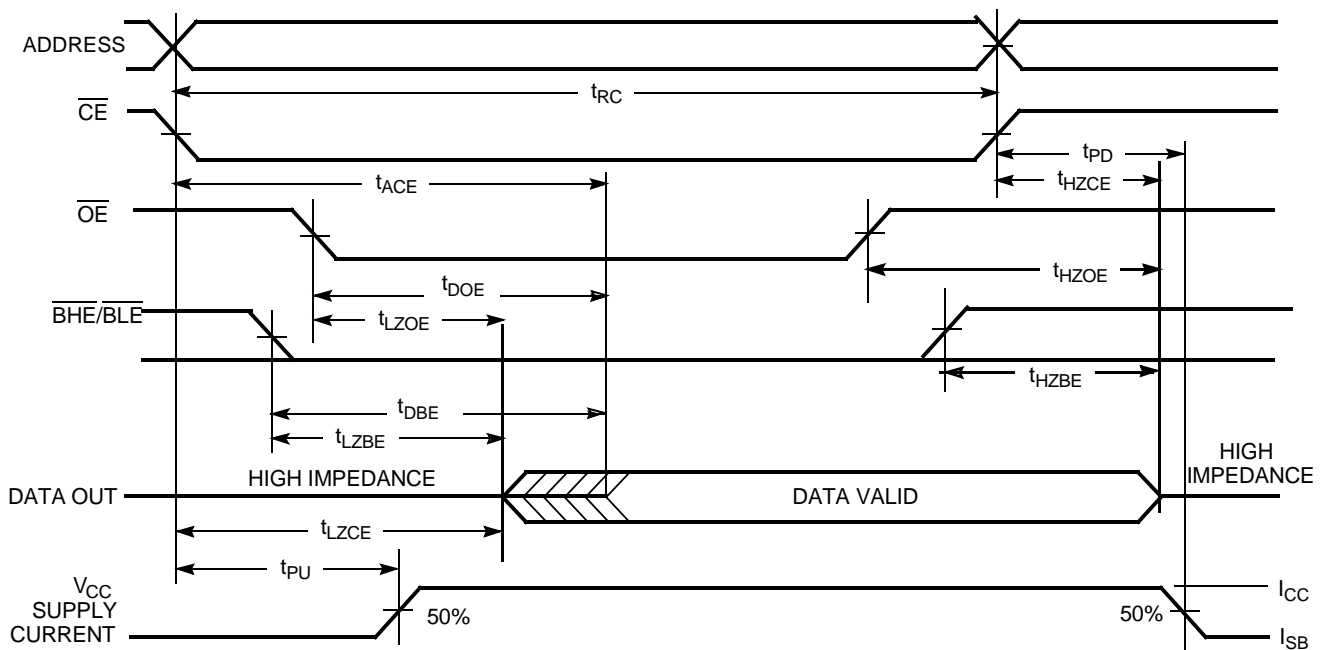 ADDRESS
tRC
CE
tPD
tACE
tHZCE
OE
tHZOE
tDOE
BHE/BLE
tLZOE
tHZBE
tDBE
tLZBE
HIGH IMPEDANCE
HIGH
IMPEDANCE
DATA OUT
DATA VALID
tLZCE
tPU
VCC
SUPPLY
CURRENT
50%
50%
ICC
ISB